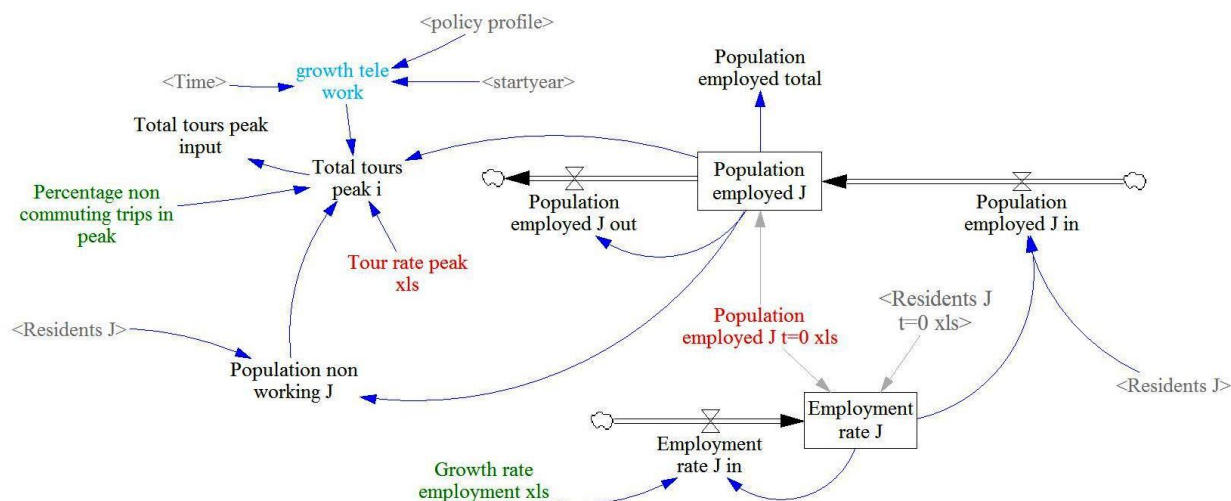 <policy profile>
growth tele
work
<Time>
<startyear>
Population
employed total
Total tours peak
input
Total tours
peak i
Population
employed J
Percentage non
commuting trips in
peak
Population
employed J out
Population
employed J in
Tour rate peak
xls
<Residents J
t=0 xls>
Population
employed J t=0 xls
<Residents J>
Population non
working J
<Residents J>
Employment
rate J
Employment
rate J in
Growth rate
employment xls